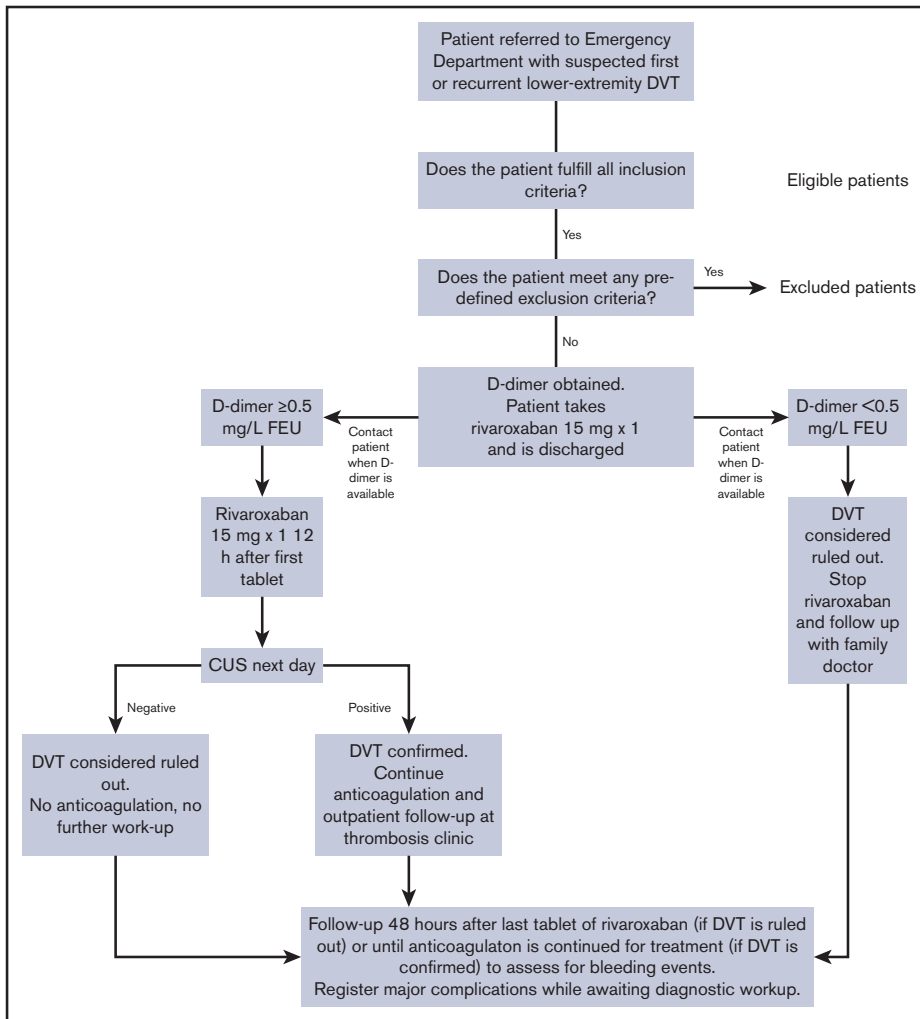 Patient referred to Emergency
Department with suspected first
or recurrent lower-extremity DVT
Does the patient fulfill all inclusion
criteria?
Eligible patients
Yes
Does the patient meet any pre-
defined exclusion criteria?
Yes
Excluded patients
No
D-dimer obtained.
Patient takes
rivaroxaban 15 mg x 1
and is discharged
D-dimer ≥0.5
mg/L FEU
Contact
patient
when D-
dimer is
available
Contact
patient
when D-
dimer is
available
D-dimer <0.5
mg/L FEU
Rivaroxaban
15 mg x 1 12
h after first
tablet
DVT
considered
ruled out.
Stop
rivaroxaban
and follow up
with family
doctor
CUS next day
Negative
Positive
DVT considered ruled
out.
No anticoagulation, no
further work-up
DVT confirmed.
Continue
anticoagulation and
outpatient follow-up at
thrombosis clinic
Follow-up 48 hours after last tablet of rivaroxaban (if DVT is ruled
out) or until anticoagulaton is continued for treatment (if DVT is
confirmed) to assess for bleeding events.
Register major complications while awaiting diagnostic workup.